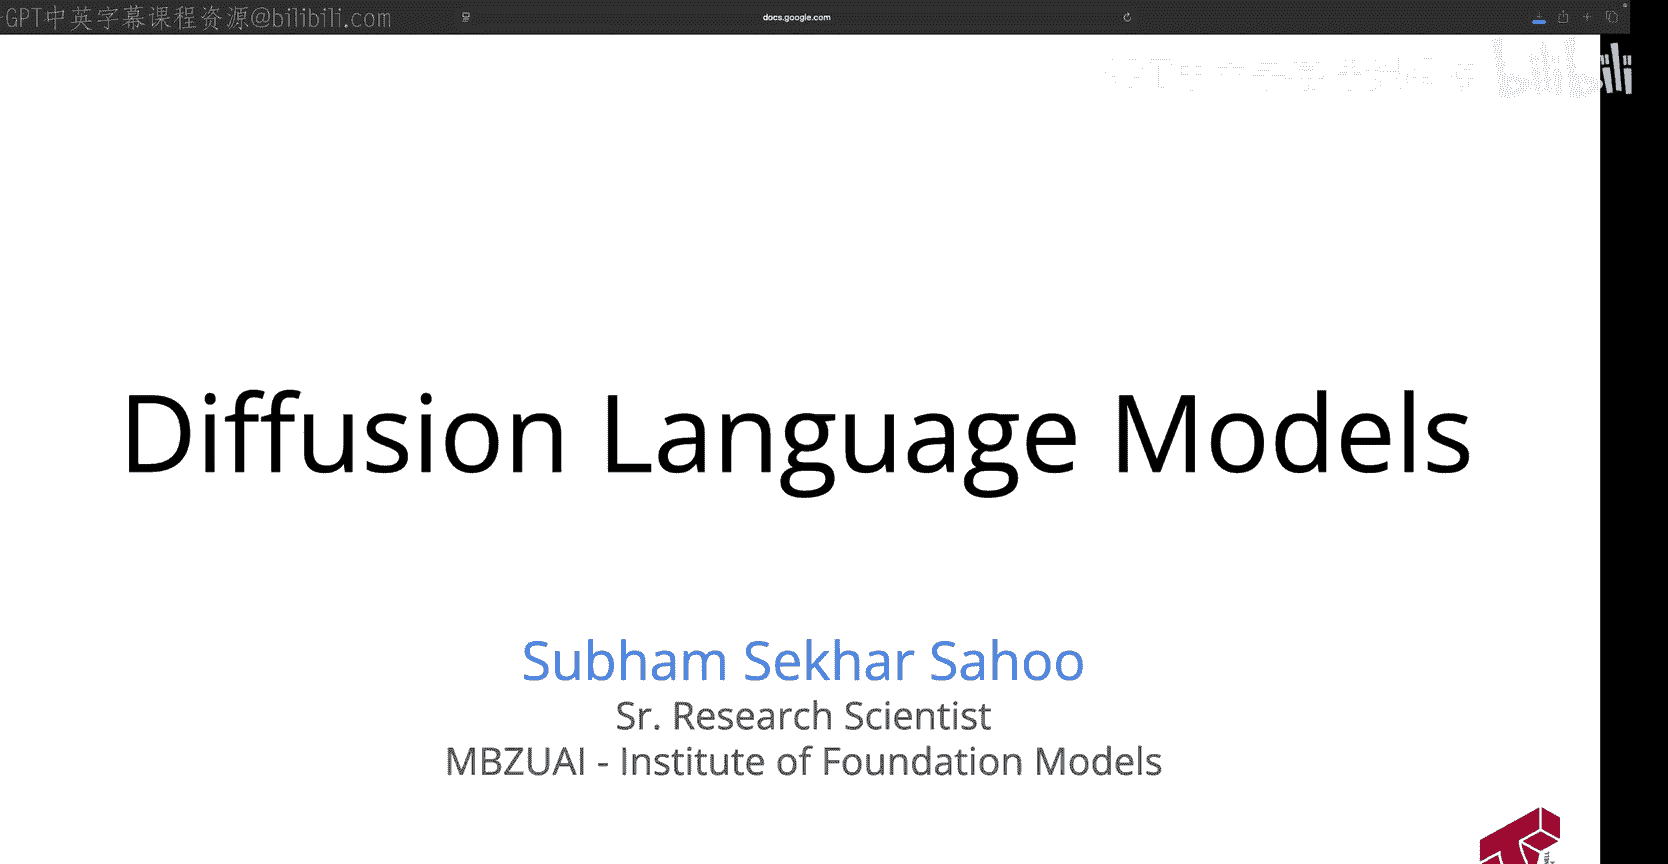 GPT中英字幕课程资源@bilibili.com
docs.google.com
bilibili
Diffusion Language Models
Subham Sekhar Sahoo
Sr. Research Scientist
MBZUAI - Institute of Foundation Models